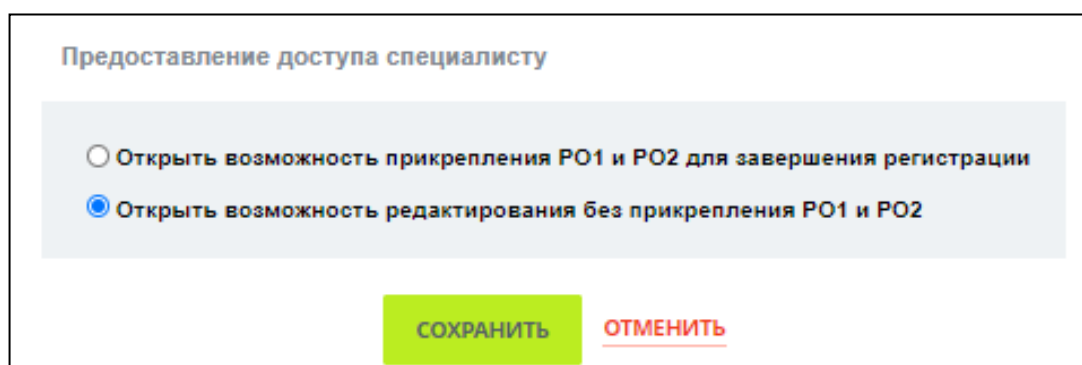 Предоставление доступа специалисту
Открыть возможность прикрепления РО1 и РО2 для завершения регистрации
Открыть возможность редактирования без прикрепления РО1 и РО2
СОХРАНИТЬ ОТМЕНИТЬ